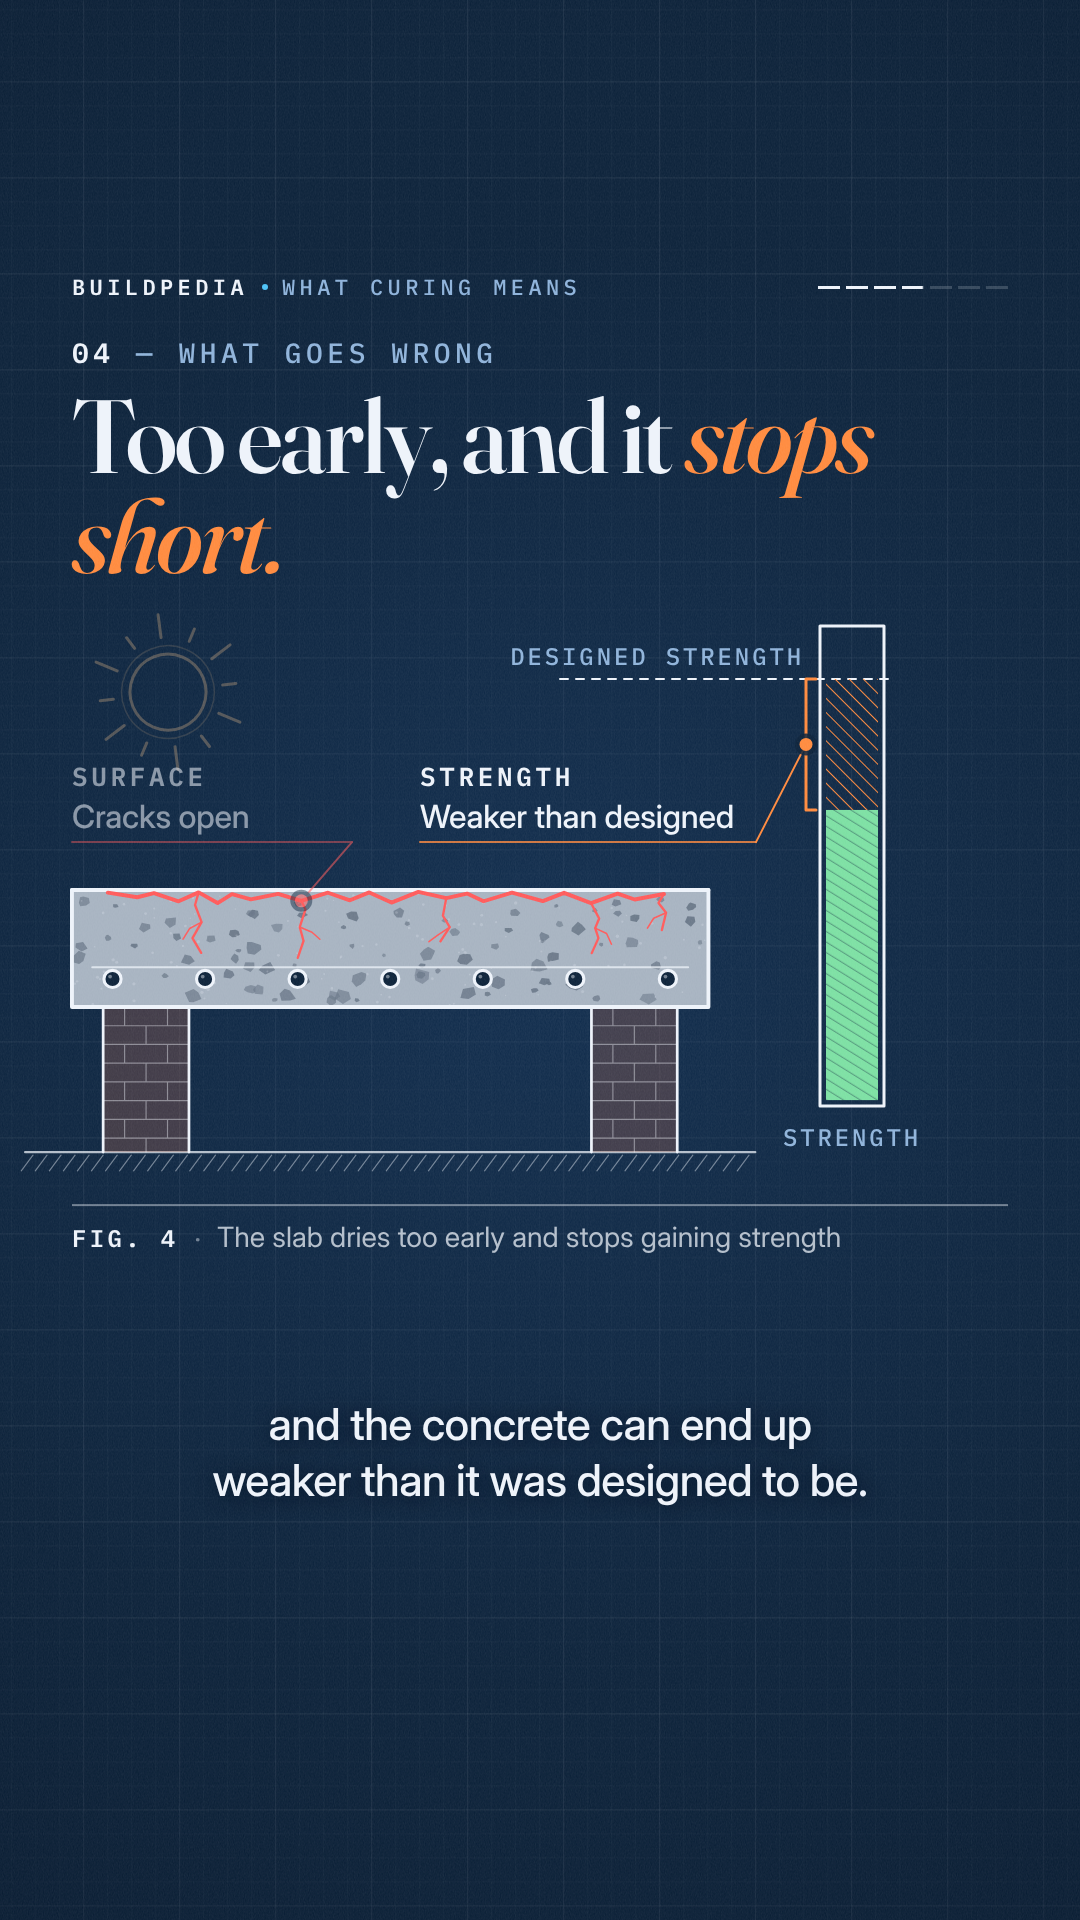 BUILDPEDIA • WHAT CURING MEANS
04 — WHAT GOES WRONG
Too early, and it stops
short.
DESIGNED STRENGTH
SURFACE
Cracks open
STRENGTH
Weaker than designed
STRENGTH
FIG. 4 · The slab dries too early and stops gaining strength
and the concrete can end up
weaker than it was designed to be.